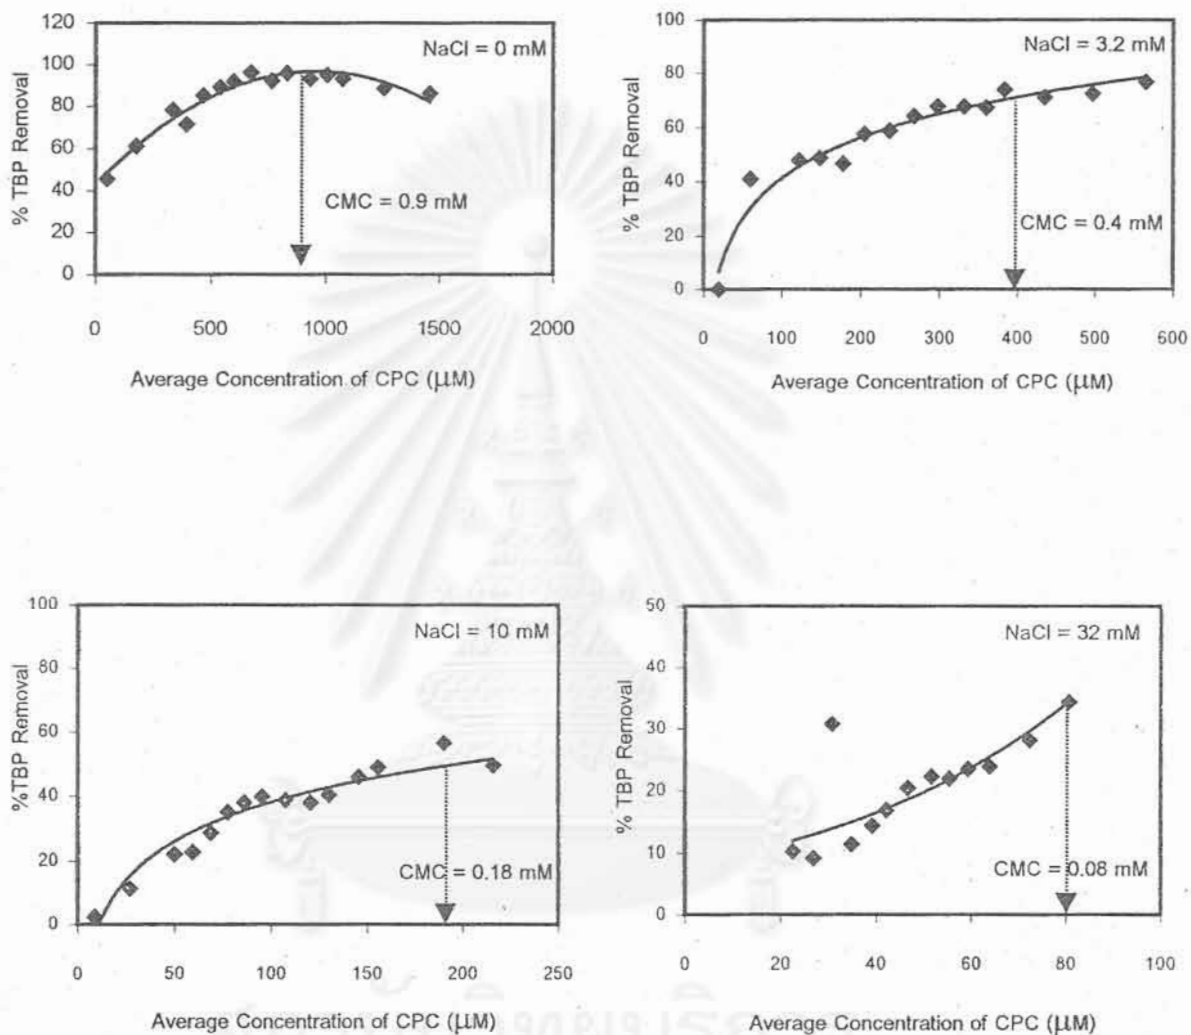 120
100
80
60
40
20
0
% TBP Removal
NaCl = 0 mM
CMC = 0.9 mM
0 500 1000 1500 2000
Average Concentration of CPC (µM)
100
80
60
40
20
0
% TBP Removal
NaCl = 3.2 mM
CMC = 0.4 mM
0 100 200 300 400 500 600
Average Concentration of CPC (µM)
100
80
60
40
20
0
%TBP Removal
NaCl = 10 mM
CMC = 0.18 mM
0 50 100 150 200 250
Average Concentration of CPC (µM)
50
40
30
20
10
0
% TBP Removal
NaCl = 32 mM
CMC = 0.08 mM
0 20 40 60 80 100
Average Concentration of CPC (µM)